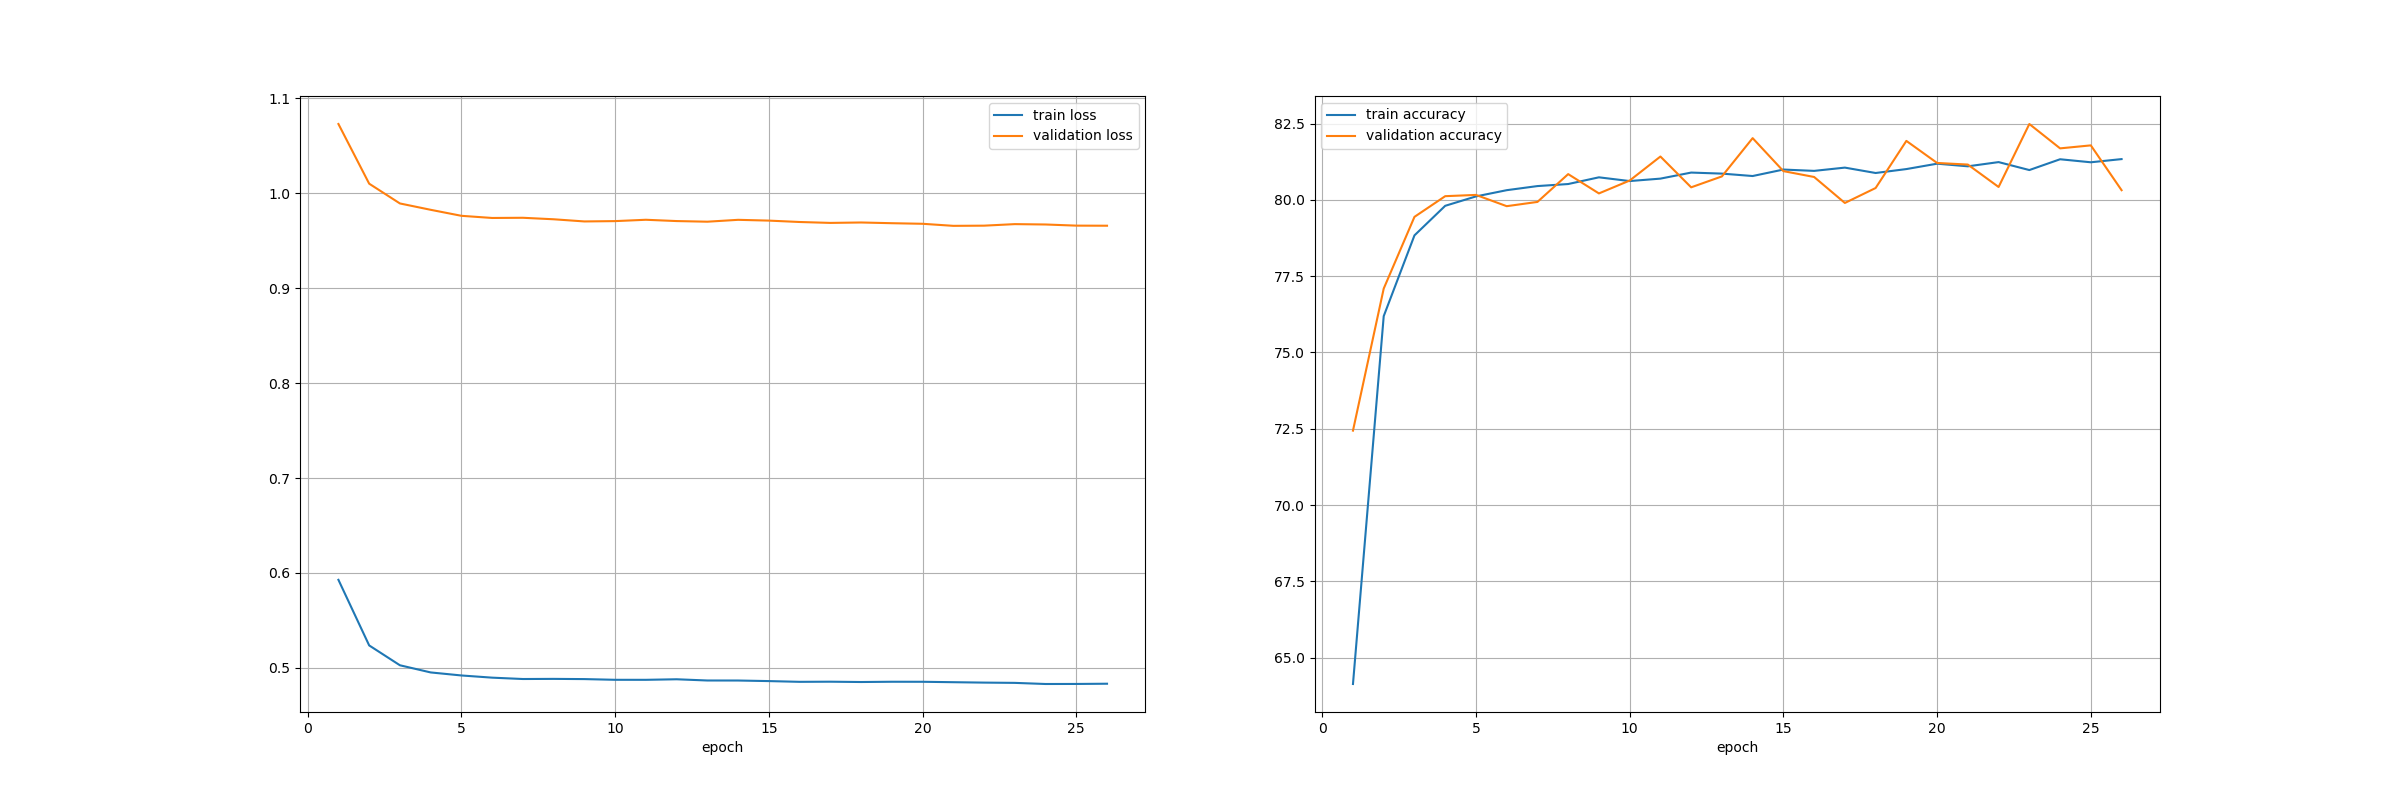 train loss
validation loss
1.1
1.0
0.9
0.8
0.7
0.6
0.5
0 5 10 15 20 25
epoch
train accuracy
validation accuracy
82.5
80.0
77.5
75.0
72.5
70.0
67.5
65.0
0 5 10 15 20 25
epoch